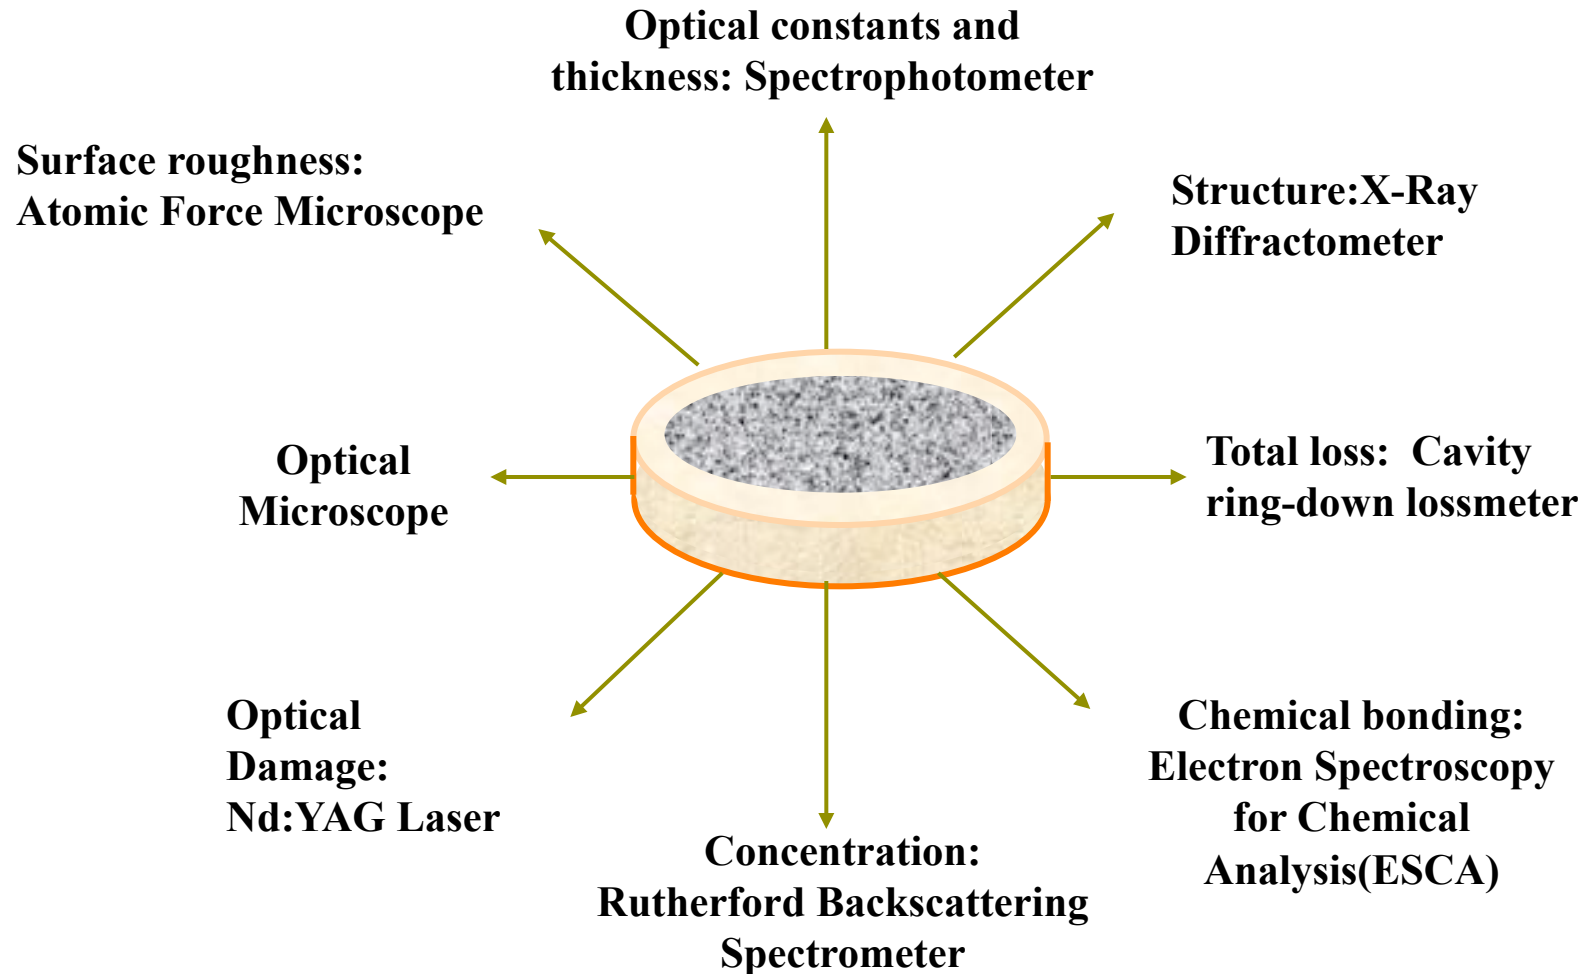 Optical constants and
thickness: Spectrophotometer
Surface roughness:
Atomic Force Microscope
Structure:X-Ray
Diffractometer
Optical
Microscope
Total loss:  Cavity
ring-down lossmeter
Optical
Damage:
Nd:YAG Laser
Concentration:
Rutherford Backscattering
Spectrometer
Chemical bonding:
Electron Spectroscopy
for Chemical
Analysis(ESCA)